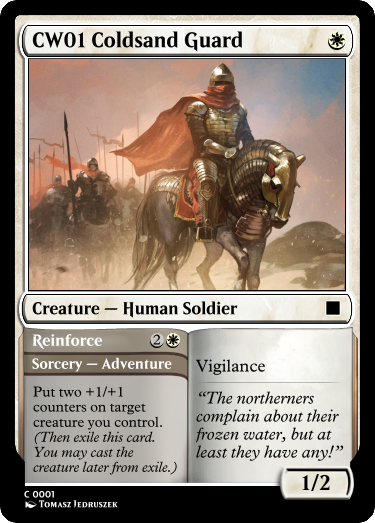 CW01 Coldsand Guard
Creature — Human Soldier
Reinforce 2
Sorcery — Adventure
Put two +1/+1
counters on target
creature you control.
(Then exile this card.
You may cast the
creature later from exile.)
Vigilance
“The northerners
complain about their
frozen water, but at
least they have any!”
1/2
C 0001
Tomasz Jedruszek